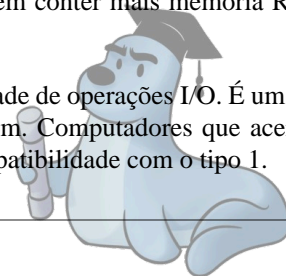 em conter mais memória R
ade de operações I/O. É um
m. Computadores que ace
patibilidade com o tipo 1.